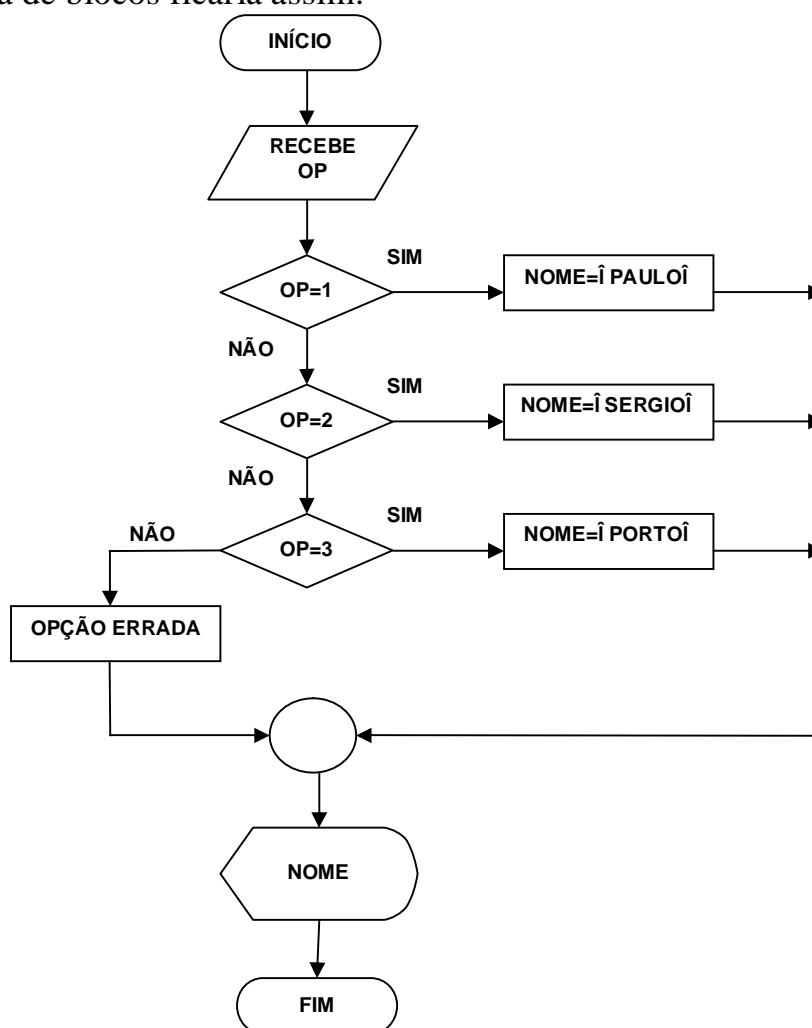 a de blocos ficaria assim:
INÍCIO
RECEBE
OP
SIM
OP=1
NOME=Î PAULOÎ
NÃO
SIM
OP=2
NOME=Î SERGIOÎ
NÃO
SIM
NÃO
OP=3
NOME=Î PORTOÎ
OPÇÃO ERRADA
NOME
FIM